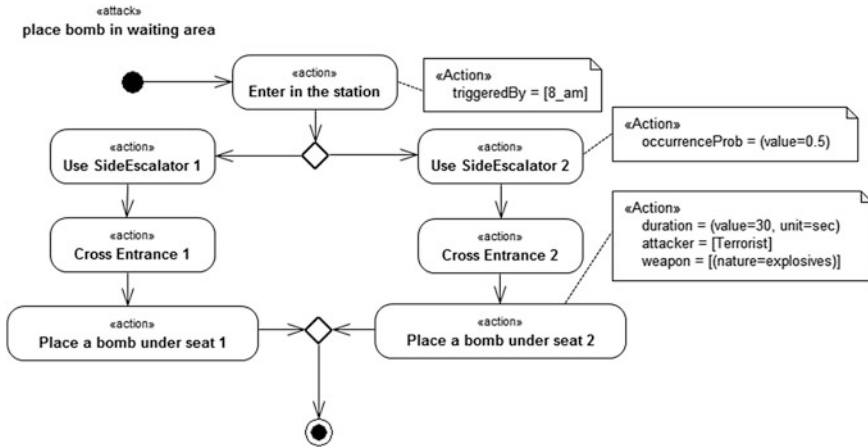 «attack»
place bomb in waiting area
«action»
Enter in the station
«Action»
triggeredBy = [8_am]
«action»
Use SideEscalator 1
«action»
Use SideEscalator 2
«Action»
occurrenceProb = (value=0.5)
«action»
Cross Entrance 1
«action»
Cross Entrance 2
«Action»
duration = (value=30, unit=sec)
attacker = [Terrorist]
weapon = [(nature=explosives)]
«action»
Place a bomb under seat 1
«action»
Place a bomb under seat 2